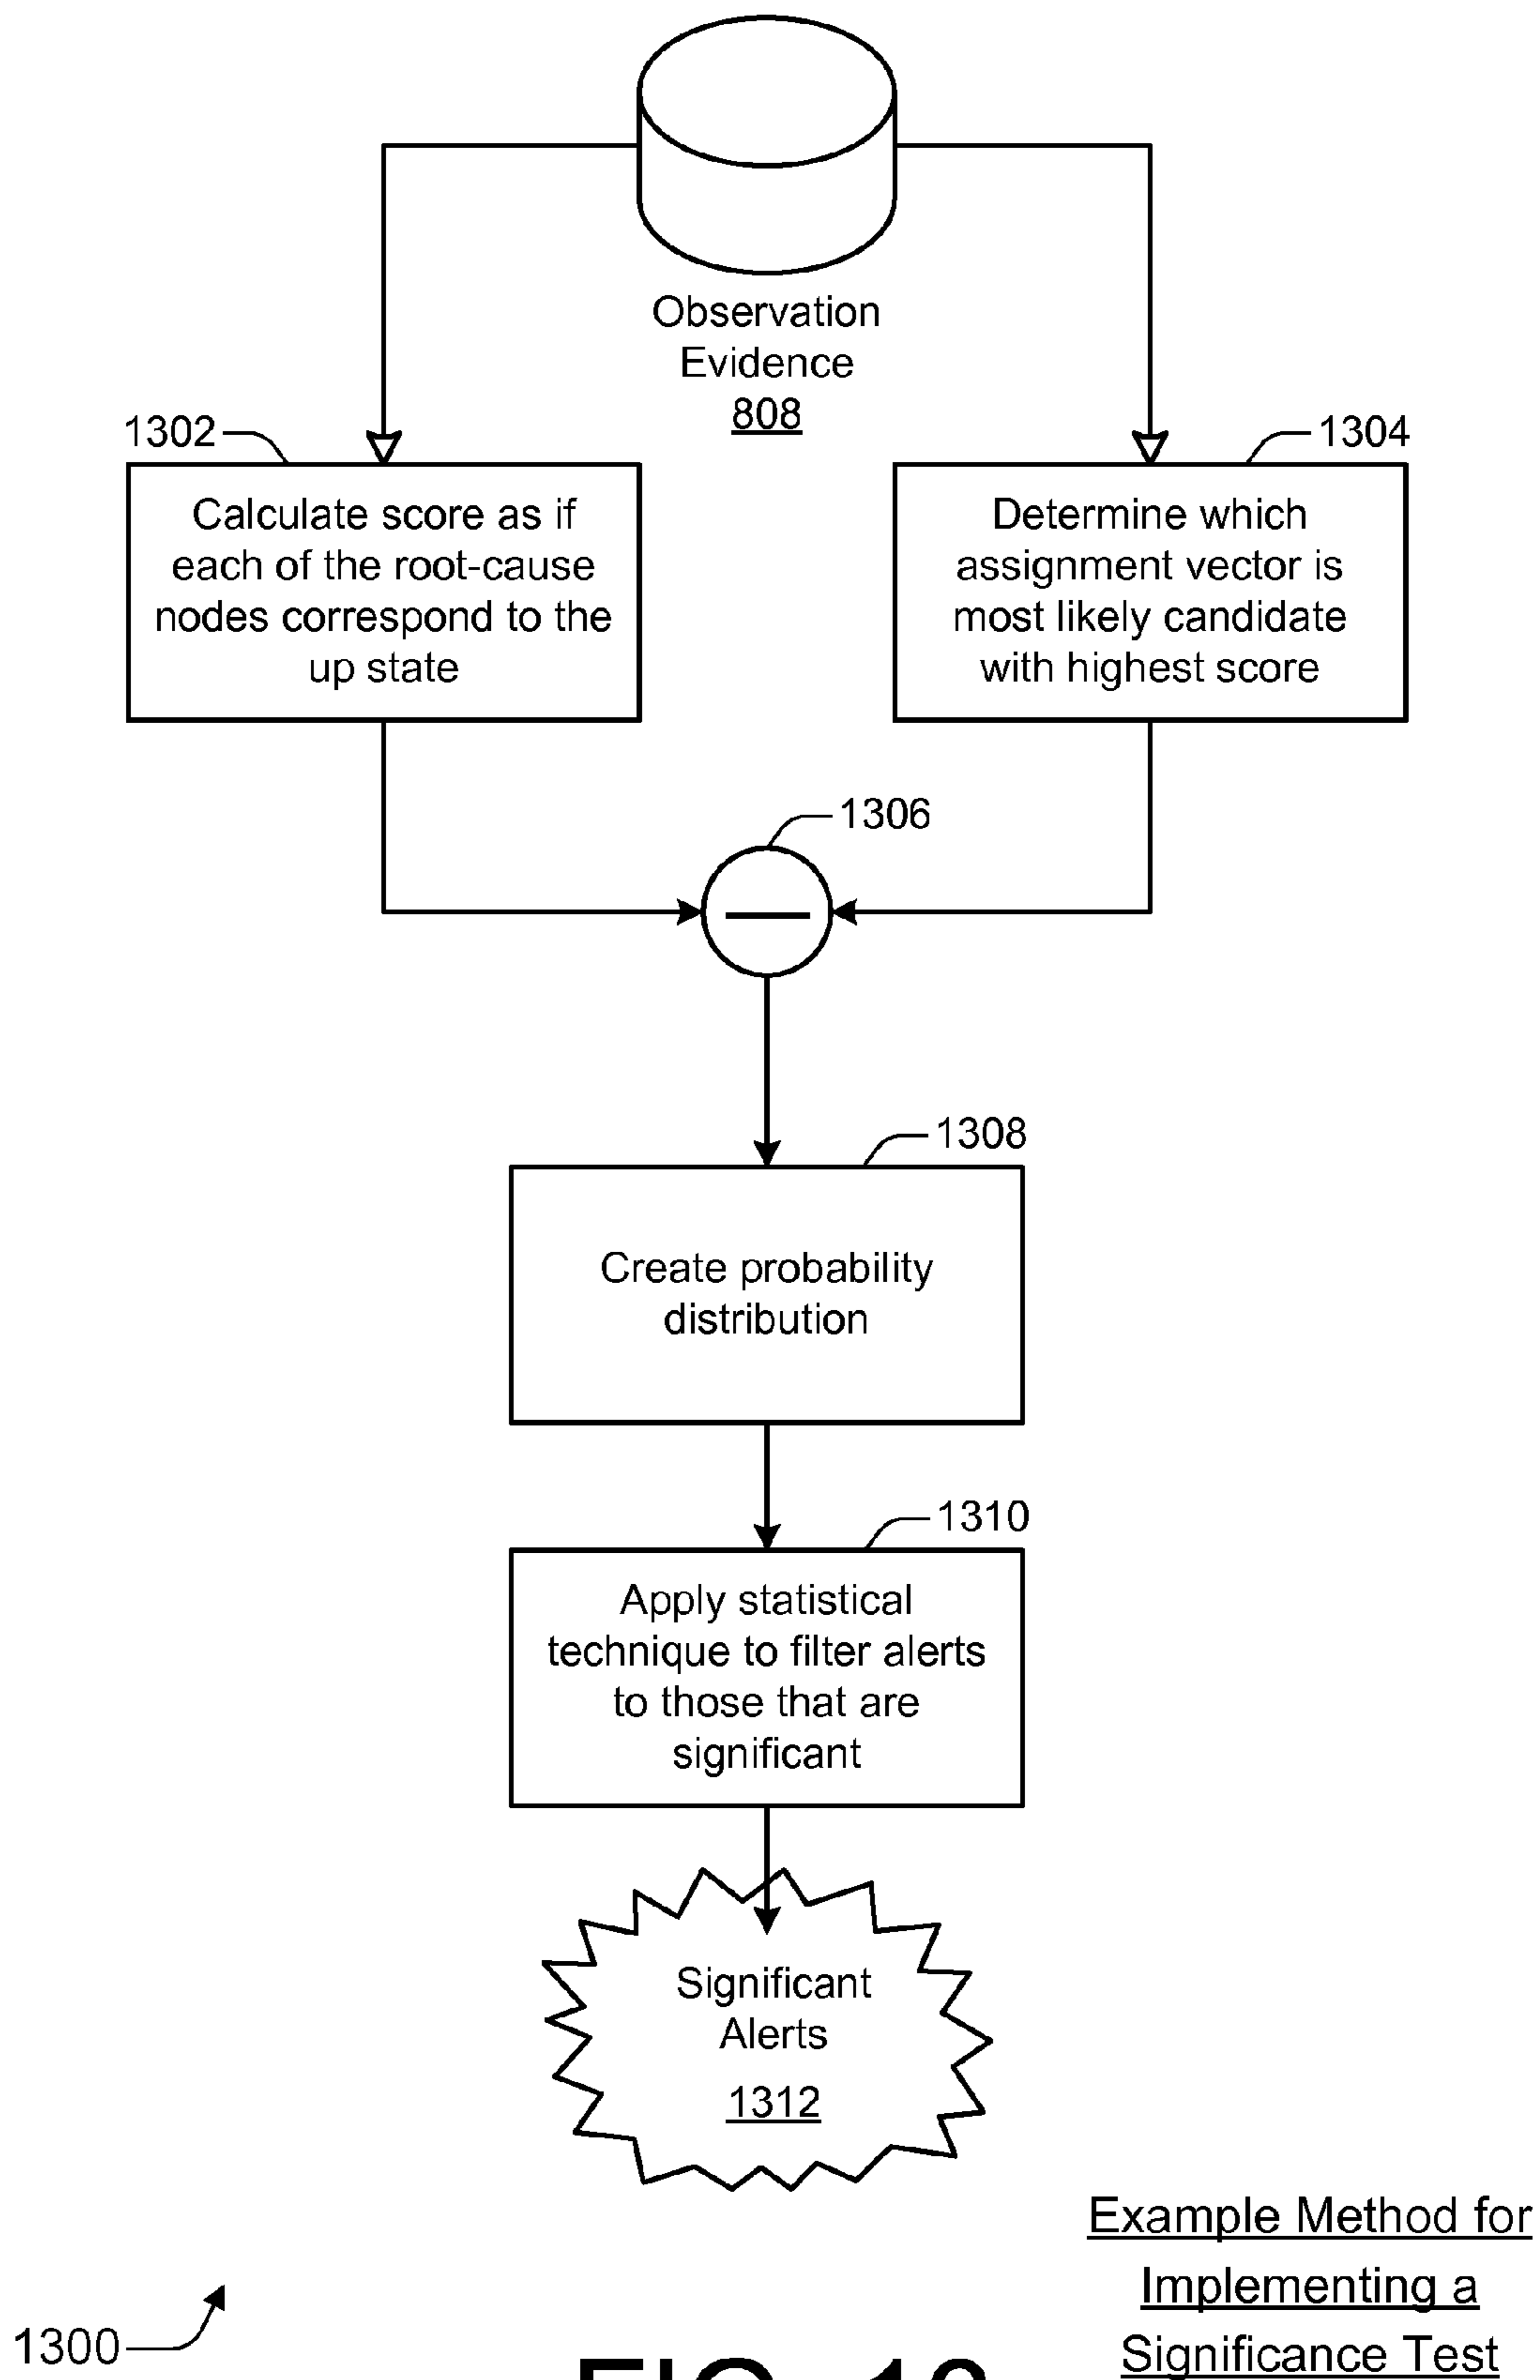 Observation
Evidence
808
1302
1304
Calculate score as if
each of the root-cause
nodes correspond to the
up state
Determine which
assignment vector is
most likely candidate
with highest score
1306
1308
Create probability
distribution
1310
Apply statistical
technique to filter alerts
to those that are
significant
Significant
Alerts
1312
Example Method for
Implementing a
Significance Test
1300
FIG.